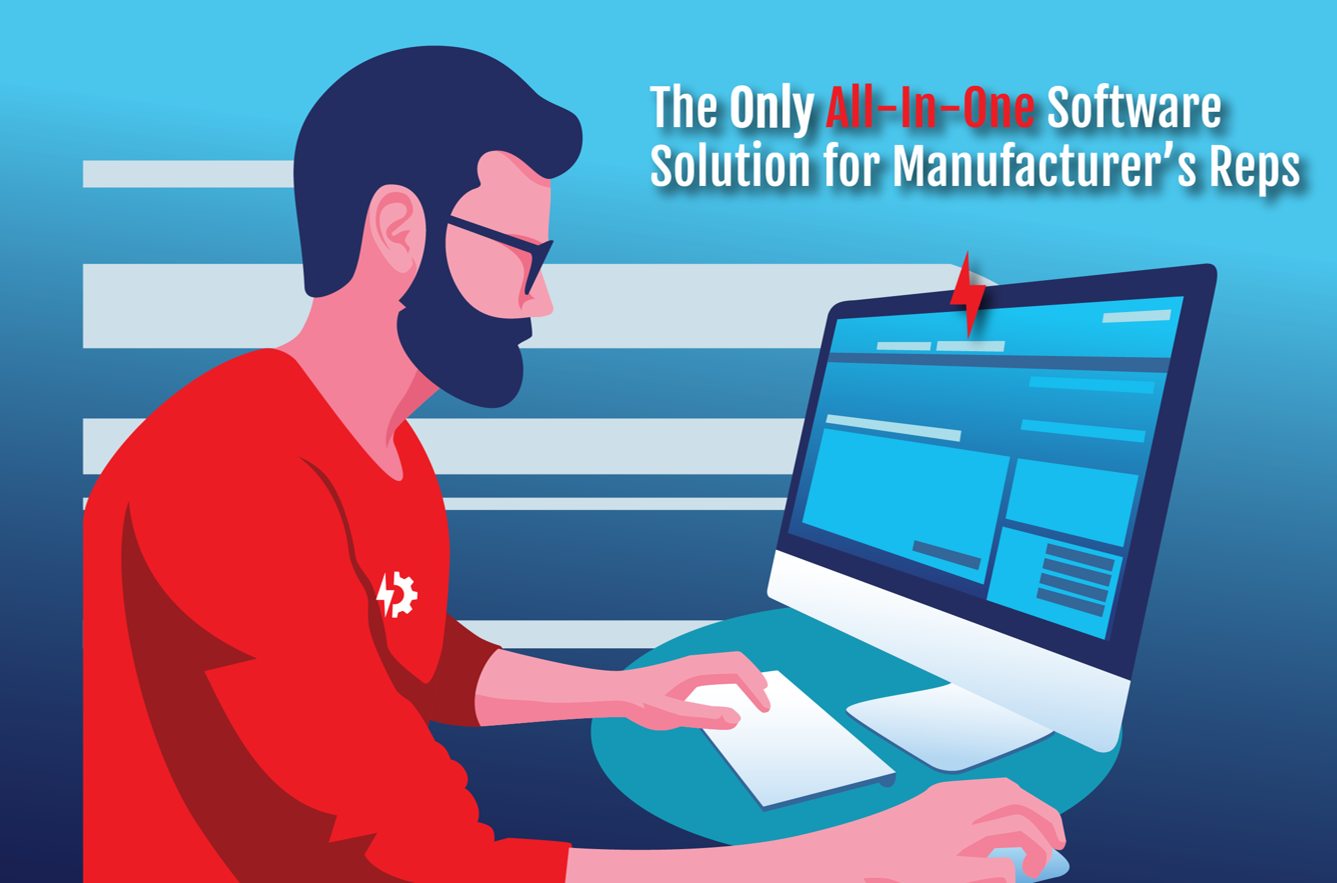 The Only All-In-One Software
Solution for Manufacturer's Reps